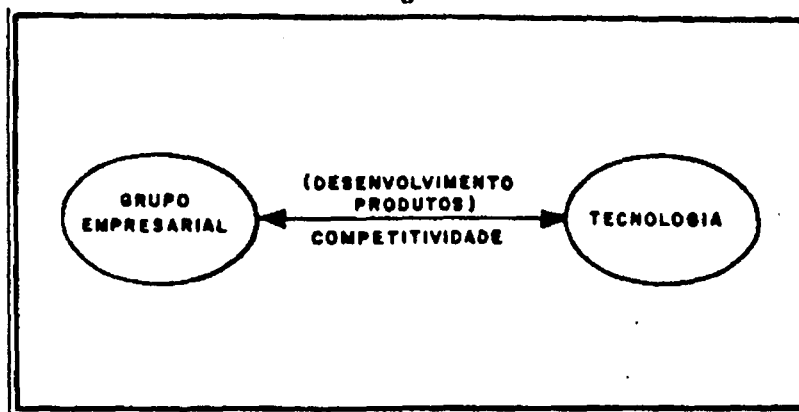 GRUPO
EMPRESARIAL
(DESENVOLVIMENTO
PRODUTOS)
COMPETITIVIDADE
TECNOLOGIA